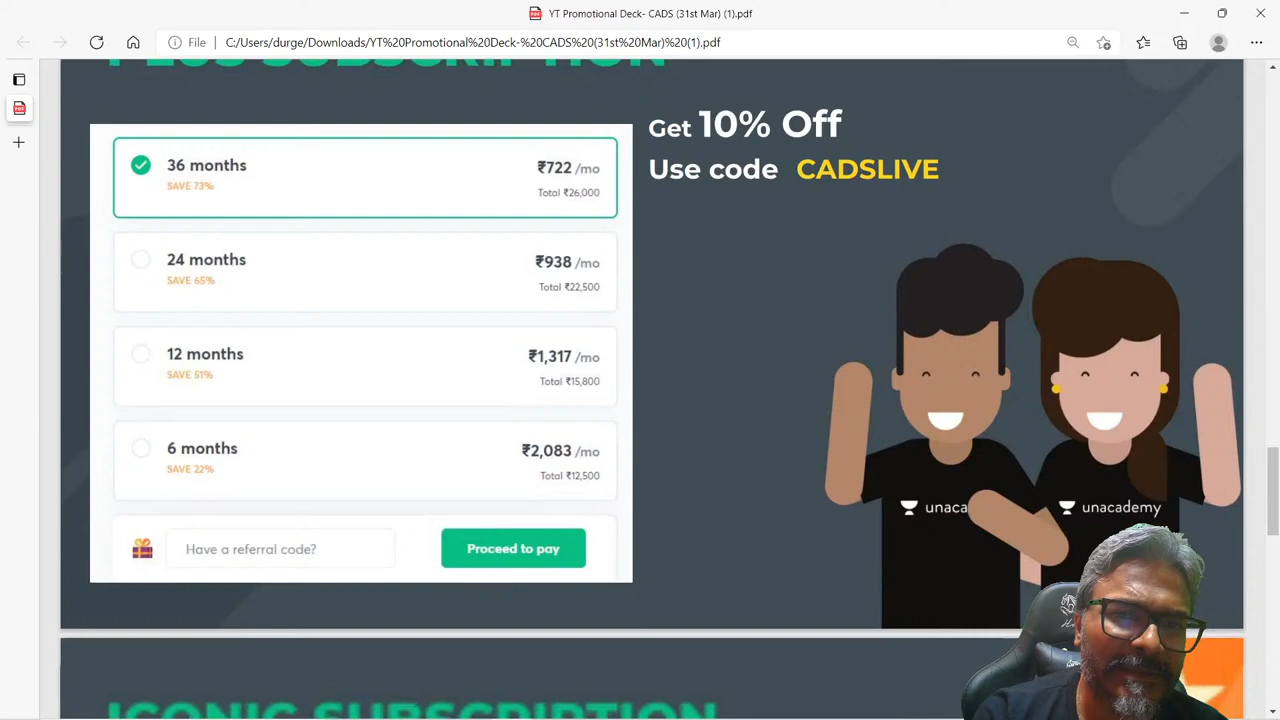 YT Promotional Deck- CADS (31st Mar) (1).pdf
File C:/Users/durge/Downloads/YT%20Promotional%20Deck-%20CADS%20(31st%20Mar)%20(1).pdf
PLUS SUBSCRIPTION
Get 10% Off
Use code CADSLIVE
36 months ₹722 /mo
SAVE 73% Total ₹26,000
24 months ₹938 /mo
SAVE 65% Total ₹22,500
12 months ₹1,317 /mo
SAVE 51% Total ₹15,800
6 months ₹2,083 /mo
SAVE 22% Total ₹12,500
unaca
unacademy
Have a referral code? Proceed to pay
ICONIC SUBSCRIPTION